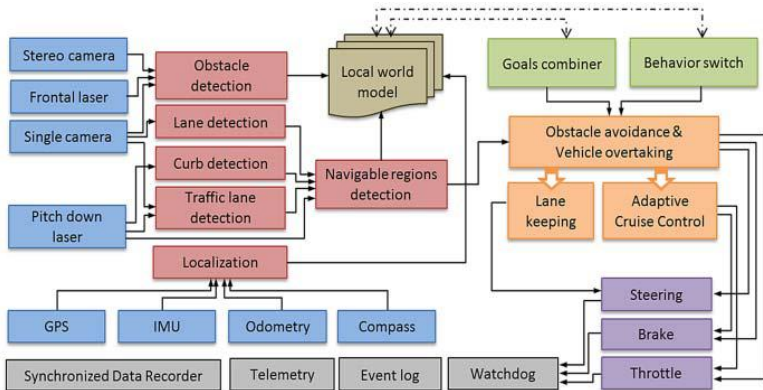 Stereo camera
Frontal laser
Single camera
Pitch down
laser
Obstacle
detection
Lane detection
Curb detection
Traffic lane
detection
Localization
GPS
IMU
Odometry
Compass
Local world
model
Navigable regions
detection
Goals combiner
Behavior switch
Obstacle avoidance &
Vehicle overtaking
Lane
keeping
Adaptive
Cruise Control
Steering
Brake
Throttle
Synchronized Data Recorder
Telemetry
Event log
Watchdog